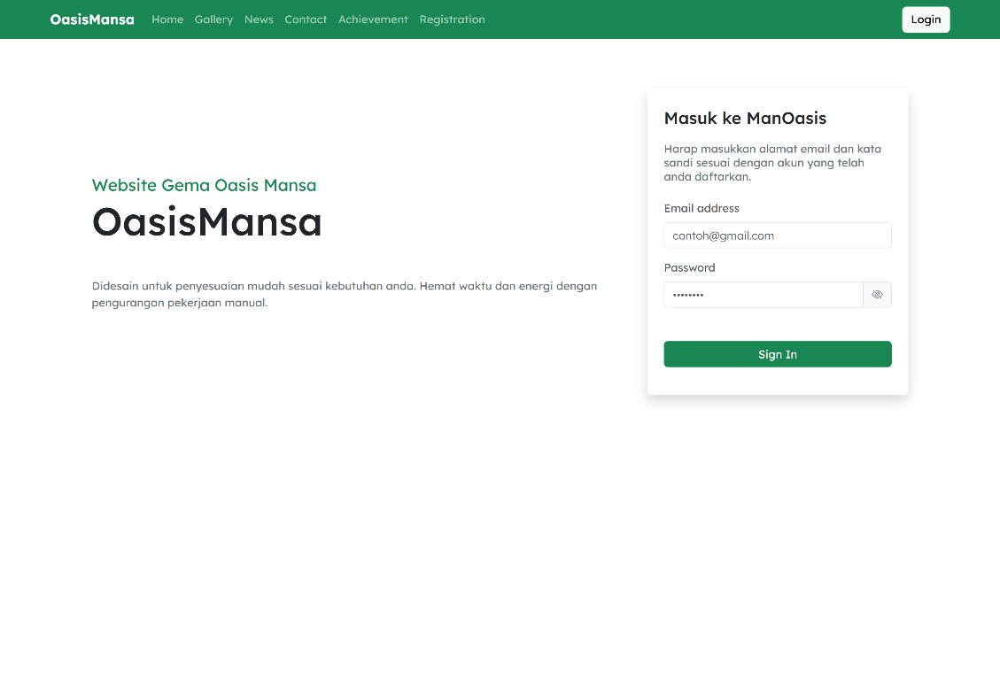 OasisMansa Home Gallery News Contact Achievement Registration Login
Website Gema Oasis Mansa
OasisMansa
Didesain untuk penyesuaian mudah sesuai kebutuhan anda. Hemat waktu dan energi dengan
pengurangan pekerjaan manual.
Masuk ke ManOasis
Harap masukkan alamat email dan kata
sandi sesuai dengan akun yang telah
anda daftarkan.
Email address
contoh@gmail.com
Password
••••••••
Sign In